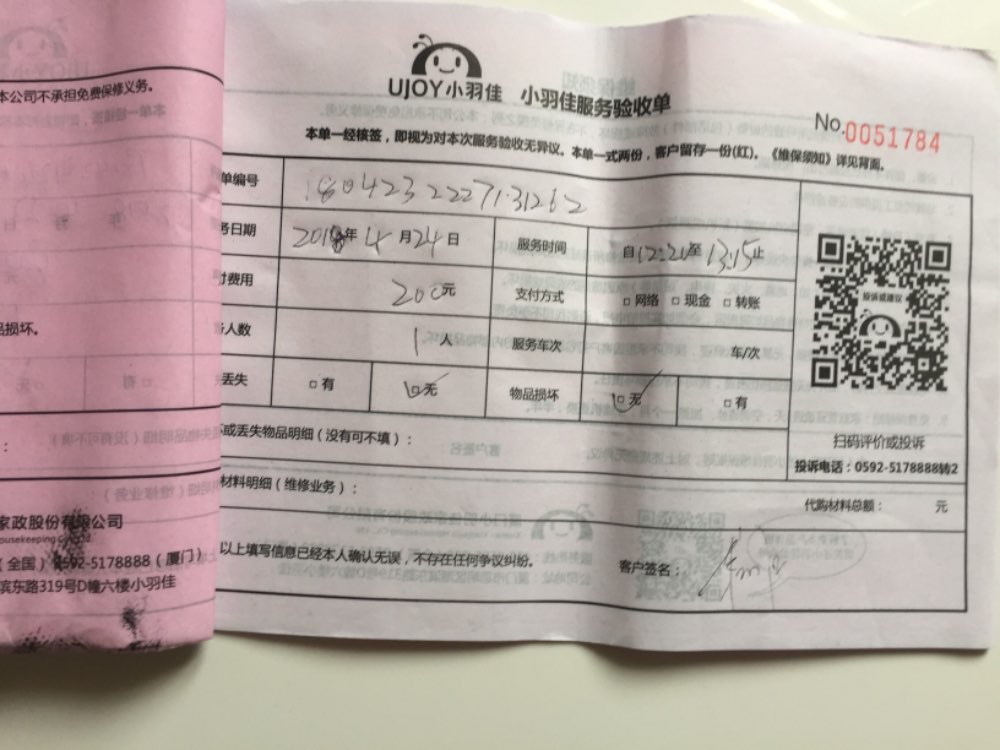 本公司不承担免费保修义务。
品损坏。
家政股份有限公司
（全国）0592-5178888（厦门）
滨东路319号D幢六楼小羽佳
UJOY小羽佳 小羽佳服务验收单
No.0051784
本单一经核签，即视为对本次服务验收无异议。本单一式两份，客户留存一份(红)。《维保须知》详见背面。
单编号 180423222713126 2
务日期 2018年4月24日 服务时间 自12:20至13:15止
付费用 200元 支付方式 □网络 □现金 □转账
人数 1人 服务车次 车/次
丢失 □有 □无 物品损坏 □无 □有
或丢失物品明细（没有可不填）：
扫码评价或投诉
投诉电话：0592-5178888转2
投诉或建议
材料明细（维修业务）：
代购材料总额： 元
以上填写信息已经本人确认无误，不存在任何争议纠纷。
客户签名：